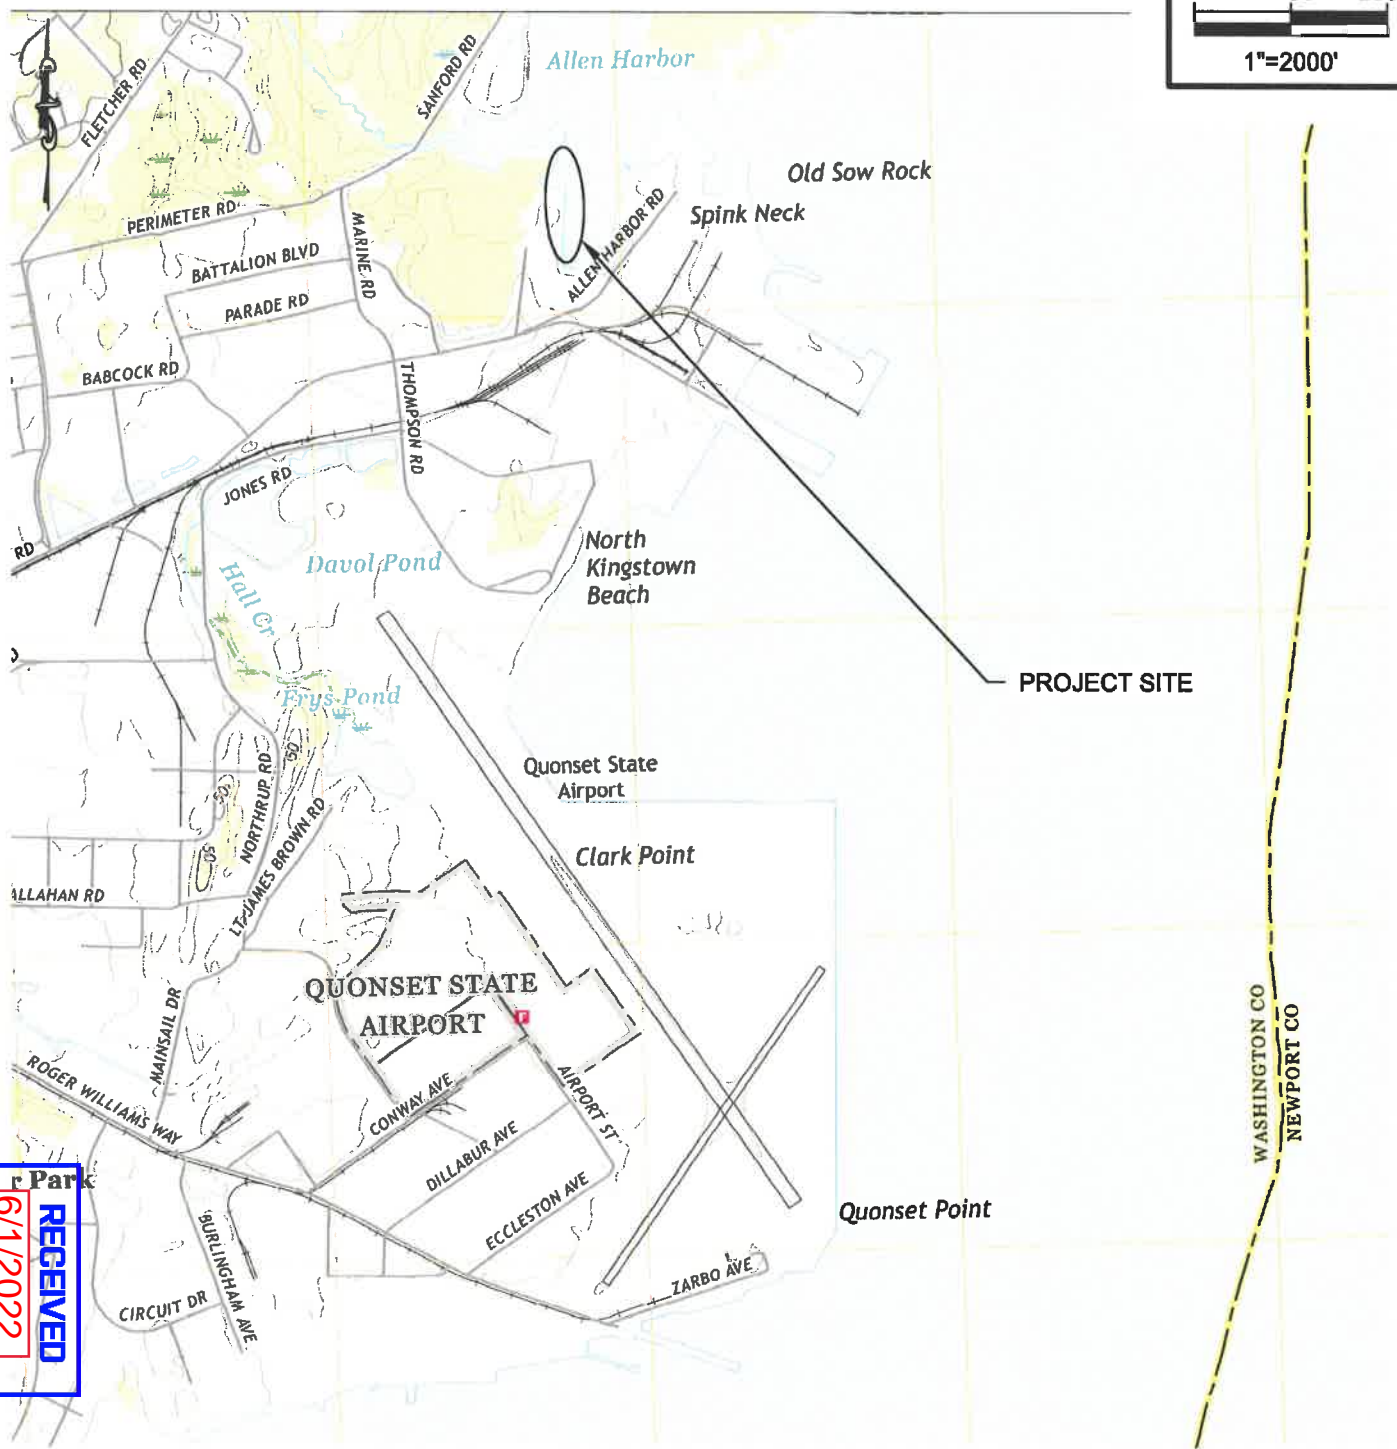 1"=2000'
Allen Harbor
FLETCHER RD
SANFORD RD
Old Sow Rock
Spink Neck
PERIMETER RD
MARINE RD
ALLEN HARBOR RD
BATTALION BLVD
PARADE RD
BABCOCK RD
THOMPSON RD
JONES RD
RD
North
Kingstown
Beach
Davol Pond
Hall Cr
PROJECT SITE
Frys Pond
50
50
50
NORTHRUP RD
LT JAMES BROWN RD
Quonset State
Airport
Clark Point
ALLAHAN RD
QUONSET STATE
AIRPORT
F
MAINSAIL DR
WASHINGTON CO
NEWPORT CO
ROGER WILLIAMS WAY
CONWAY AVE
AIRPORT ST
DILLABUR AVE
ECCLESTON AVE
r Park
RECEIVED
6/1/2022
BURLINGHAM AVE
Quonset Point
ZARBO AVE
CIRCUIT DR